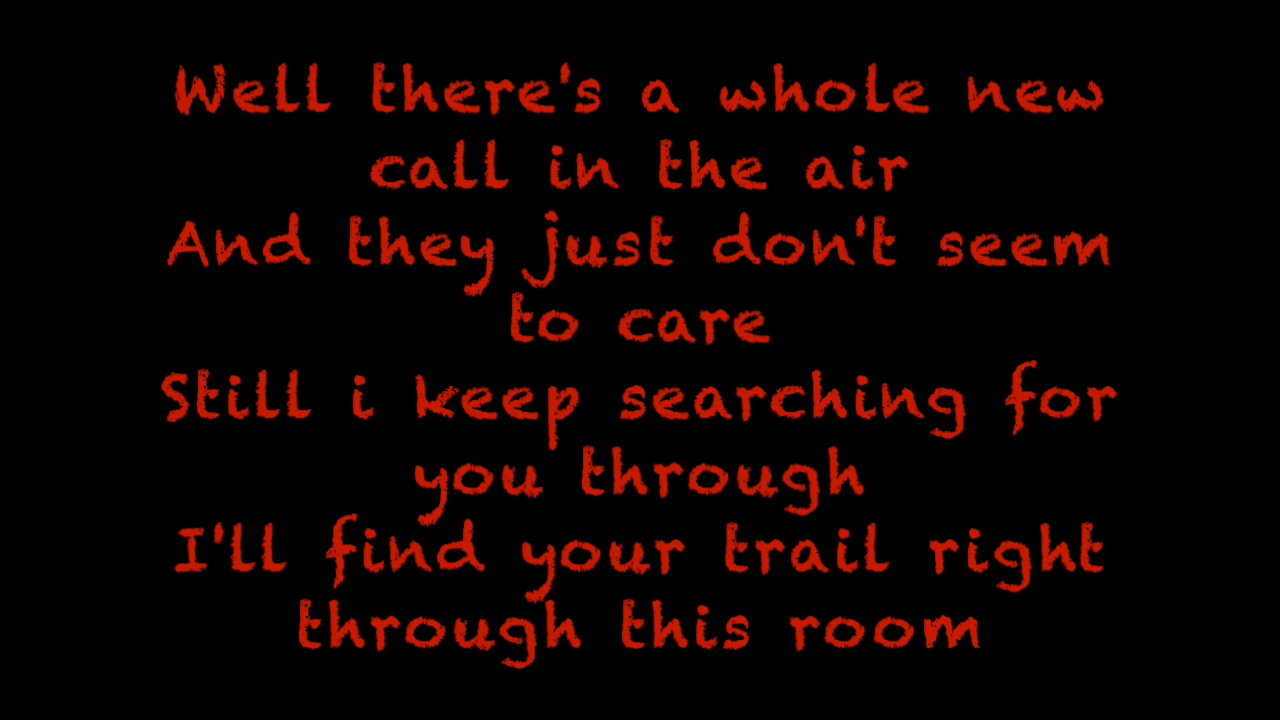 Well there's a whole new
call in the air
And they just don't seem
to care
Still i keep searching for
you through
I'll find your trail right
through this room